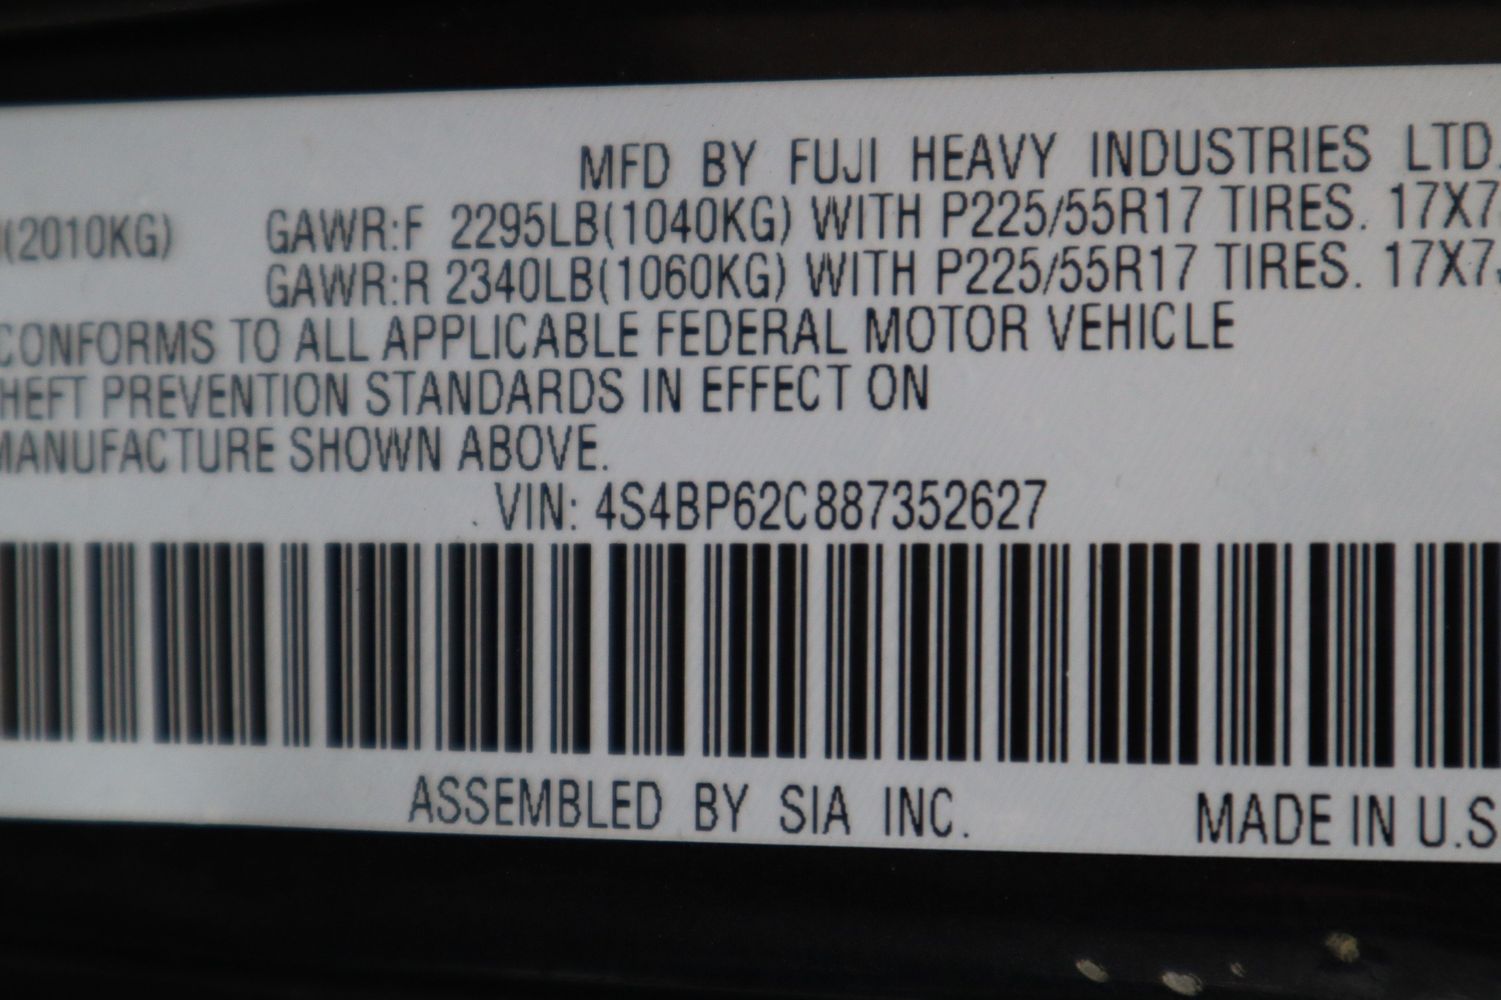 MFD BY FUJI HEAVY INDUSTRIES LTD.
(2010KG) GAWR:F 2295LB(1040KG) WITH P225/55R17 TIRES. 17X7
GAWR:R 2340LB(1060KG) WITH P225/55R17 TIRES. 17X7
CONFORMS TO ALL APPLICABLE FEDERAL MOTOR VEHICLE
HEFT PREVENTION STANDARDS IN EFFECT ON
MANUFACTURE SHOWN ABOVE.
VIN: 4S4BP62C887352627
ASSEMBLED BY SIA INC. MADE IN U.S